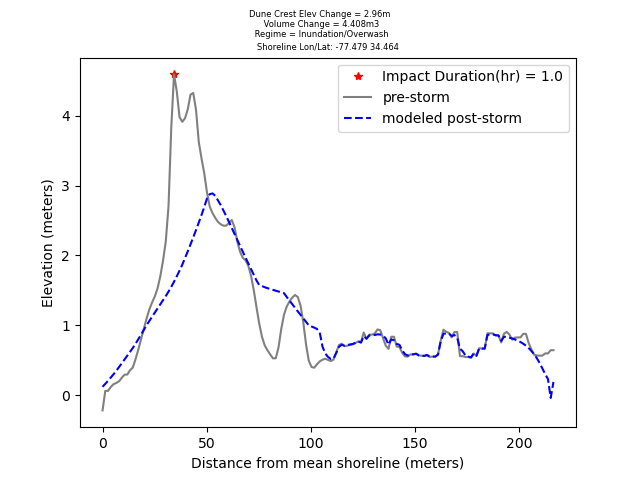 Dune Crest Elev Change = 2.96m
Volume Change = 4.408m3
Regime = Inundation/Overwash
Shoreline Lon/Lat: -77.479 34.464
Impact Duration(hr) = 1.0
pre-storm
modeled post-storm
4
3
2
1
0
Elevation (meters)
0 50 100 150 200
Distance from mean shoreline (meters)